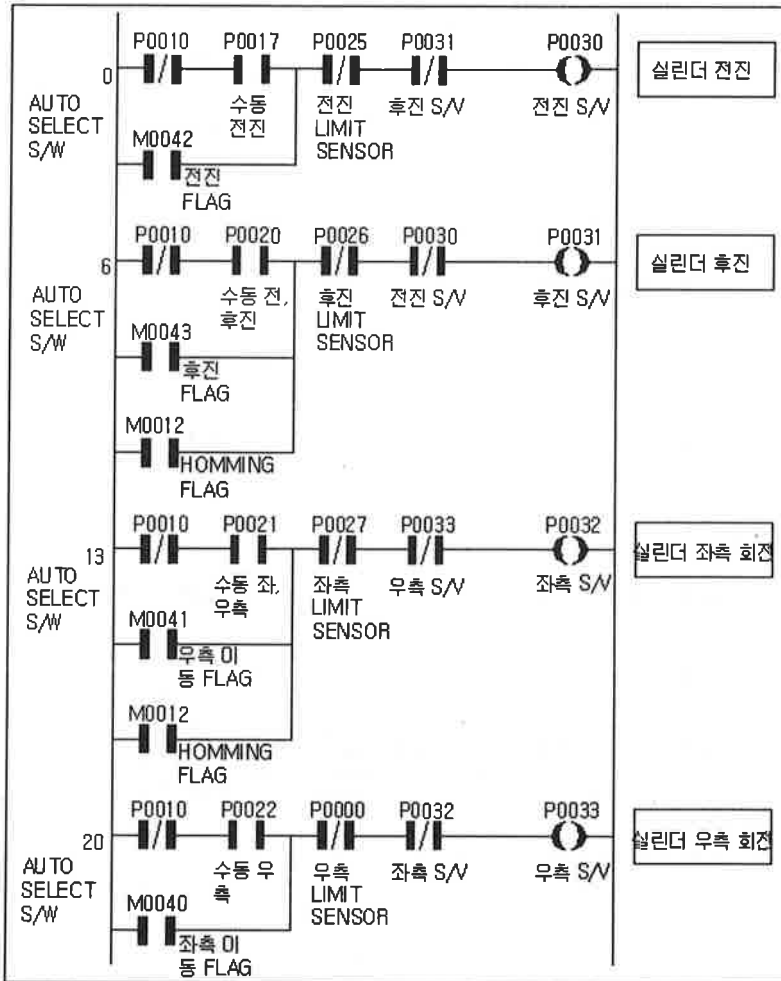 P0010 P0017 P0025 P0031 P0030
0
실린더 전진
AUTO
SELECT
S/W
수동
전진
전진
LIMIT
SENSOR
후진 S/V
전진 S/V
M0042
전진
FLAG
P0010 P0020 P0026 P0030 P0031
6
실린더 후진
AUTO
SELECT
S/W
수동 전,
후진
후진
LIMIT
SENSOR
전진 S/V
후진 S/V
M0043
후진
FLAG
M0012
HOMMING
FLAG
P0010 P0021 P0027 P0033 P0032
13
실린더 좌측 회전
AUTO
SELECT
S/W
수동 좌,
우측
좌측
LIMIT
SENSOR
우측 S/V
좌측 S/V
M0041
우측 이
동 FLAG
M0012
HOMMING
FLAG
P0010 P0022 P0000 P0032 P0033
20
실린더 우측 회전
AUTO
SELECT
S/W
수동 우
측
우측
LIMIT
SENSOR
좌측 S/V
우측 S/V
M0040
좌측 이
동 FLAG